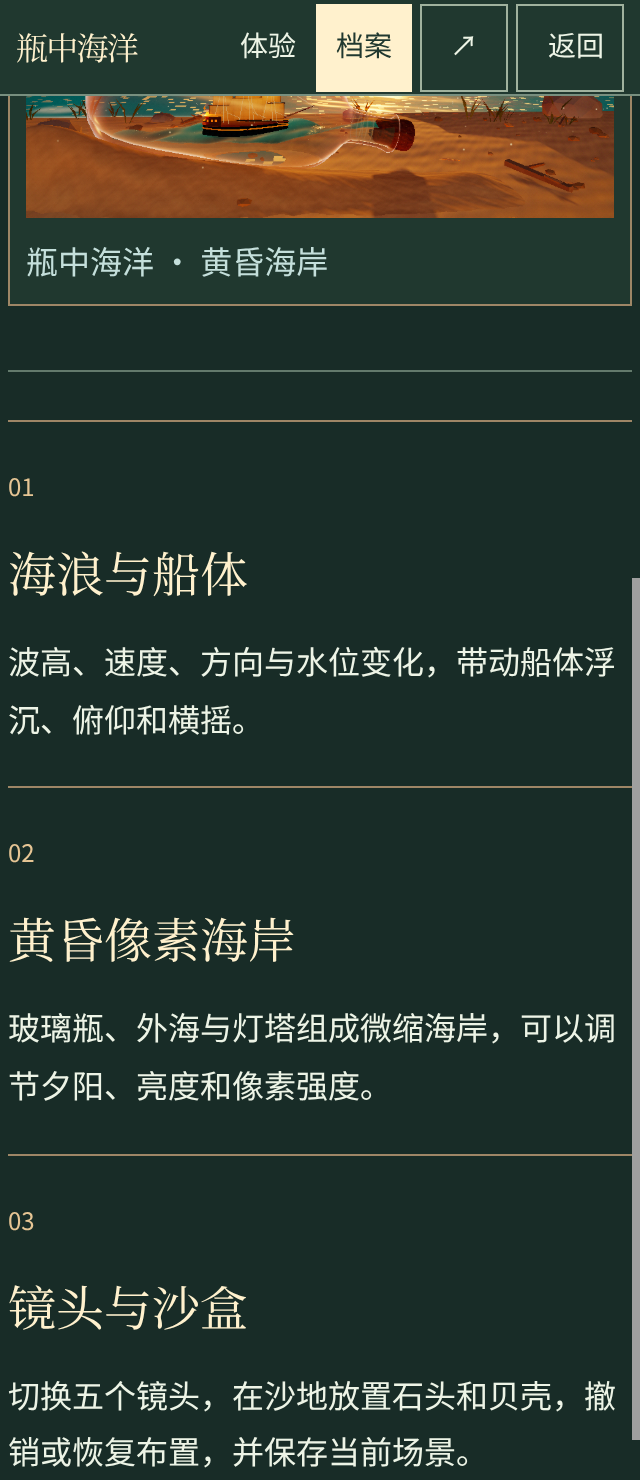 瓶中海洋
体验
档案
↗
返回
瓶中海洋 · 黄昏海岸
01
海浪与船体
波高、速度、方向与水位变化，带动船体浮
沉、俯仰和横摇。
02
黄昏像素海岸
玻璃瓶、外海与灯塔组成微缩海岸，可以调
节夕阳、亮度和像素强度。
03
镜头与沙盒
切换五个镜头，在沙地放置石头和贝壳，撤
销或恢复布置，并保存当前场景。